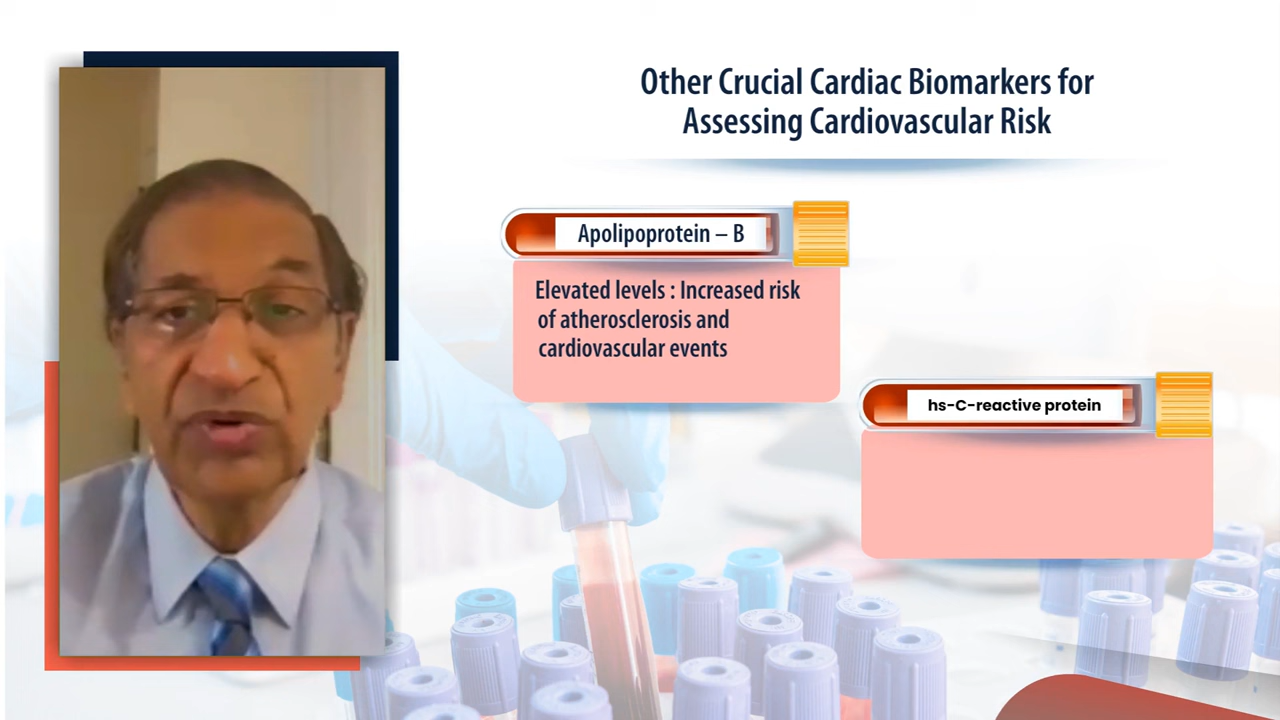 Other Crucial Cardiac Biomarkers for
Assessing Cardiovascular Risk
Apolipoprotein – B
Elevated levels : Increased risk
of atherosclerosis and
cardiovascular events
hs-C-reactive protein